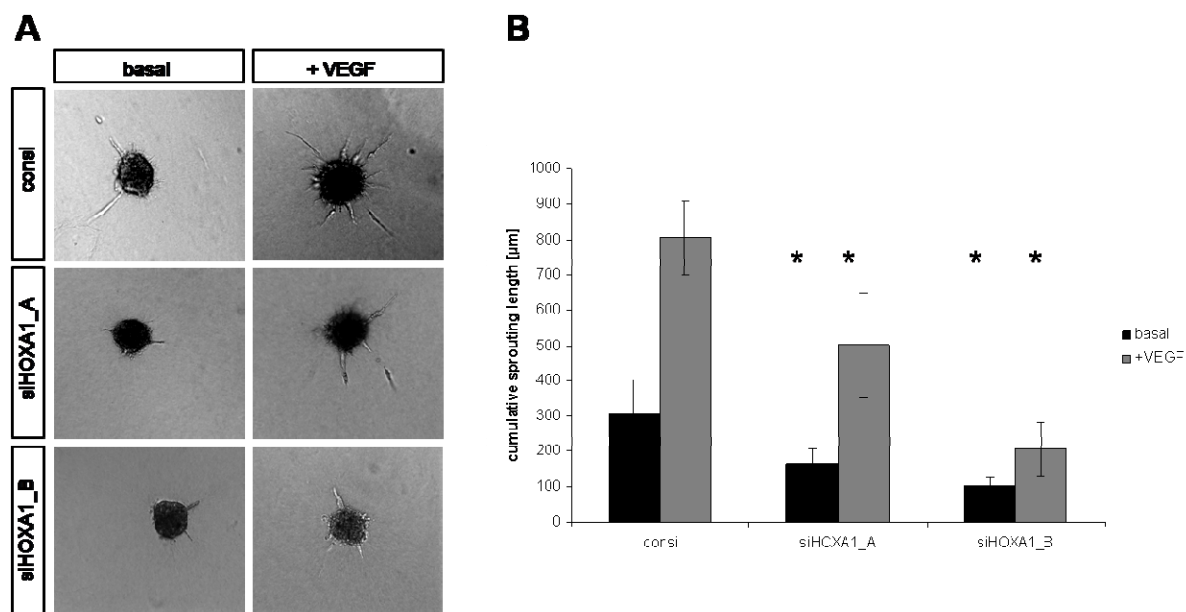 A
basal
+ VEGF
consi
siHOXA1_A
siHOXA1_B
B
cumulative sprouting length [µm]
1000
900
800
700
600
500
400
300
200
100
0
* *
* *
consi
siHOXA1_A
siHOXA1_B
basal
+VEGF